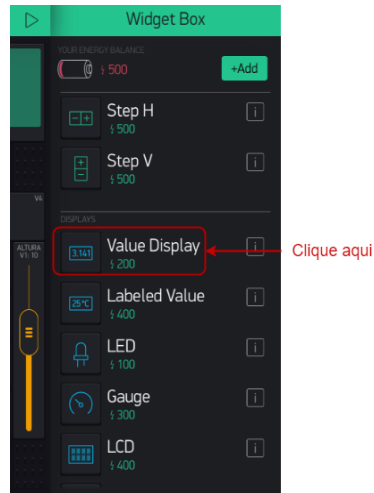 Widget Box
YOUR ENERGY BALANCE
500
+Add
Step H
500
i
Step V
500
i
V4
DISPLAYS
ALTURA
V1: 10
3.141
Value Display
200
i
Clique aqui
25°C
Labeled Value
400
i
LED
100
i
Gauge
300
i
LCD
400
i